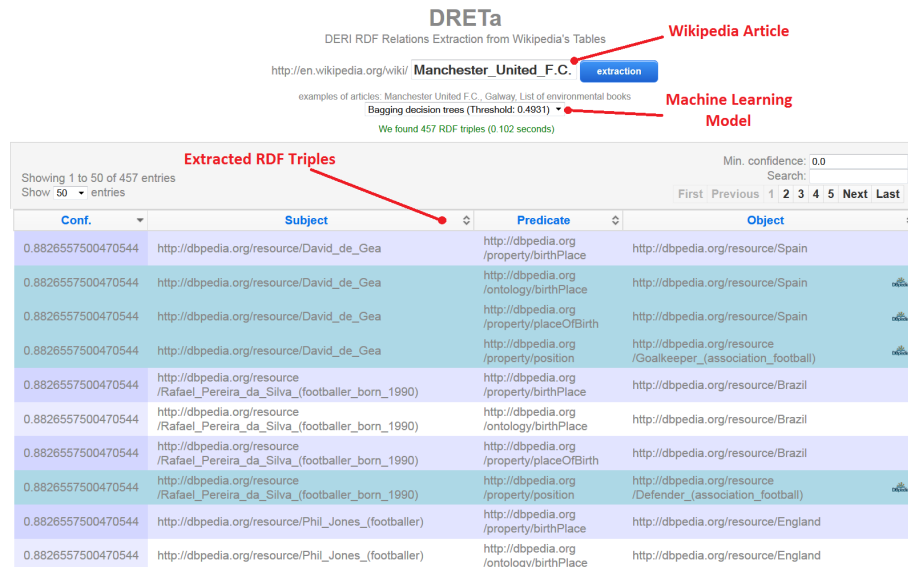 DRETa
DERI RDF Relations Extraction from Wikipedia's Tables
Wikipedia Article
http://en.wikipedia.org/wiki/ Manchester_United_F.C. extraction
examples of articles: Manchester United F.C., Galway, List of environmental books
Bagging decision trees (Threshold: 0.4931)
Machine Learning
Model
We found 457 RDF triples (0.102 seconds)
Extracted RDF Triples
Min. confidence: 0.0
Showing 1 to 50 of 457 entries
Search:
Show 50 entries
First Previous 1 2 3 4 5 Next Last
Conf. Subject Predicate Object
0.8826557500470544 http://dbpedia.org/resource/David_de_Gea http://dbpedia.org
/property/birthPlace http://dbpedia.org/resource/Spain
0.8826557500470544 http://dbpedia.org/resource/David_de_Gea http://dbpedia.org
/ontology/birthPlace http://dbpedia.org/resource/Spain
0.8826557500470544 http://dbpedia.org/resource/David_de_Gea http://dbpedia.org
/property/placeOfBirth http://dbpedia.org/resource/Spain
0.8826557500470544 http://dbpedia.org/resource/David_de_Gea http://dbpedia.org
/property/position http://dbpedia.org/resource
/Goalkeeper_(association_football)
0.8826557500470544 http://dbpedia.org/resource
/Rafael_Pereira_da_Silva_(footballer_born_1990) http://dbpedia.org
/property/birthPlace http://dbpedia.org/resource/Brazil
0.8826557500470544 http://dbpedia.org/resource
/Rafael_Pereira_da_Silva_(footballer_born_1990) http://dbpedia.org
/ontology/birthPlace http://dbpedia.org/resource/Brazil
0.8826557500470544 http://dbpedia.org/resource
/Rafael_Pereira_da_Silva_(footballer_born_1990) http://dbpedia.org
/property/placeOfBirth http://dbpedia.org/resource/Brazil
0.8826557500470544 http://dbpedia.org/resource
/Rafael_Pereira_da_Silva_(footballer_born_1990) http://dbpedia.org
/property/position http://dbpedia.org/resource
/Defender_(association_football)
0.8826557500470544 http://dbpedia.org/resource/Phil_Jones_(footballer) http://dbpedia.org
/property/birthPlace http://dbpedia.org/resource/England
0.8826557500470544 http://dbpedia.org/resource/Phil_Jones_(footballer) http://dbpedia.org
/ontology/birthPlace http://dbpedia.org/resource/England